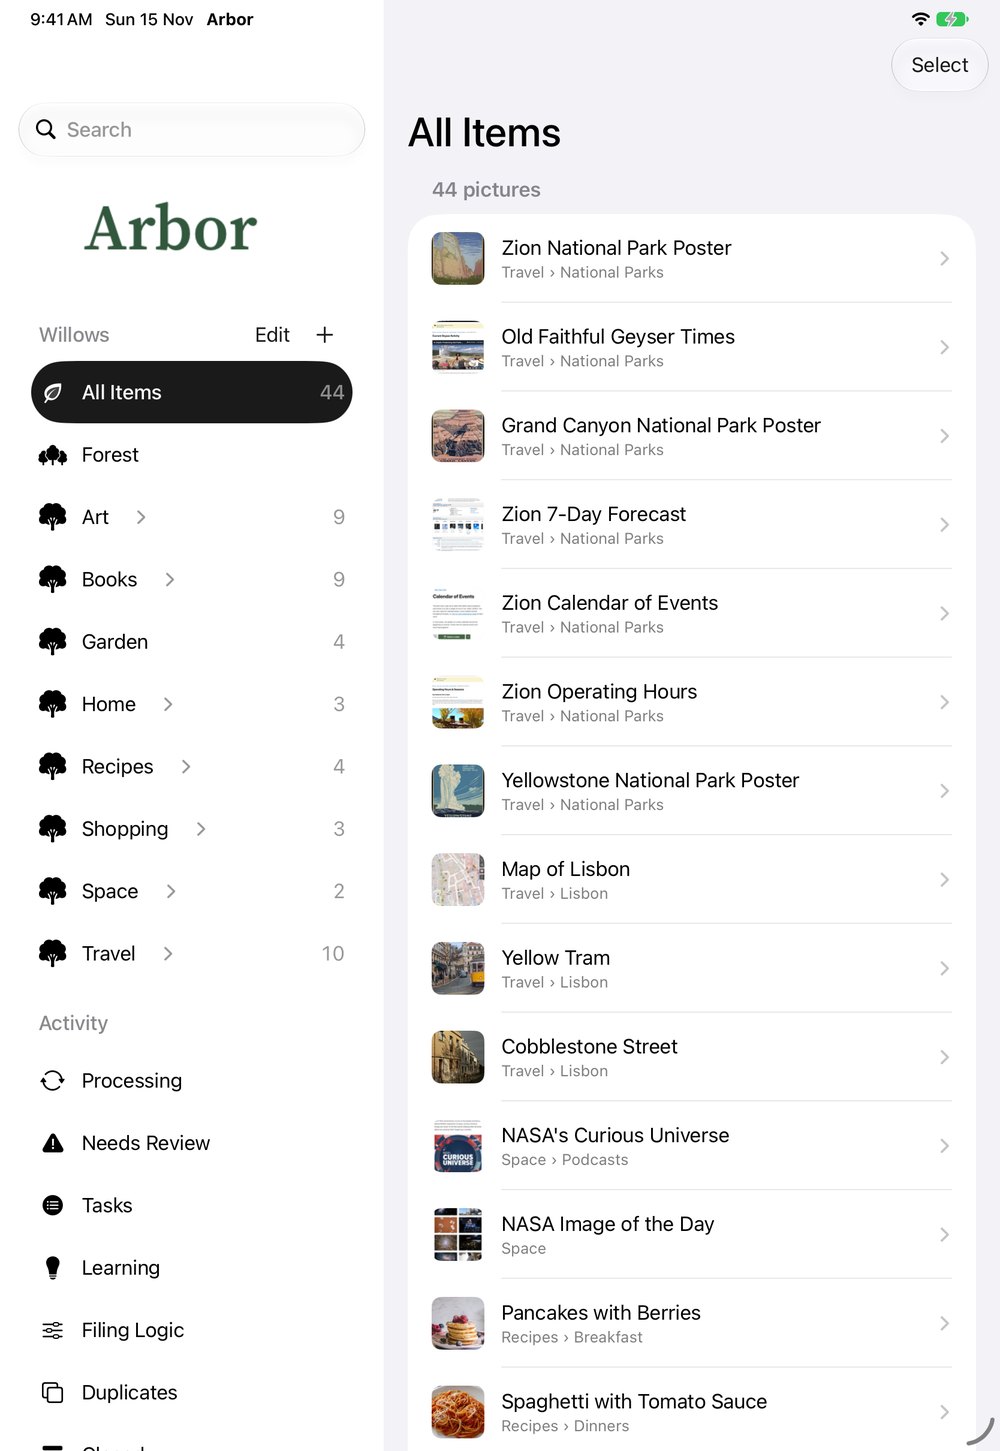 9:41 AM Sun 15 Nov Arbor
Select
Search
Arbor
Willows Edit +
All Items 44
Forest
Art 9
Books 9
Garden 4
Home 3
Recipes 4
Shopping 3
Space 2
Travel 10
Activity
Processing
Needs Review
Tasks
Learning
Filing Logic
Duplicates
All Items
44 pictures
Zion National Park Poster
Travel › National Parks
Old Faithful Geyser Times
Travel › National Parks
Grand Canyon National Park Poster
Travel › National Parks
Zion 7-Day Forecast
Travel › National Parks
Calendar of Events
Zion Calendar of Events
Travel › National Parks
Zion Operating Hours
Travel › National Parks
Yellowstone National Park Poster
Travel › National Parks
Map of Lisbon
Travel › Lisbon
Yellow Tram
Travel › Lisbon
Cobblestone Street
Travel › Lisbon
CURIOUS
UNIVERSE
NASA's Curious Universe
Space › Podcasts
NASA Image of the Day
Space
Pancakes with Berries
Recipes › Breakfast
Spaghetti with Tomato Sauce
Recipes › Dinners